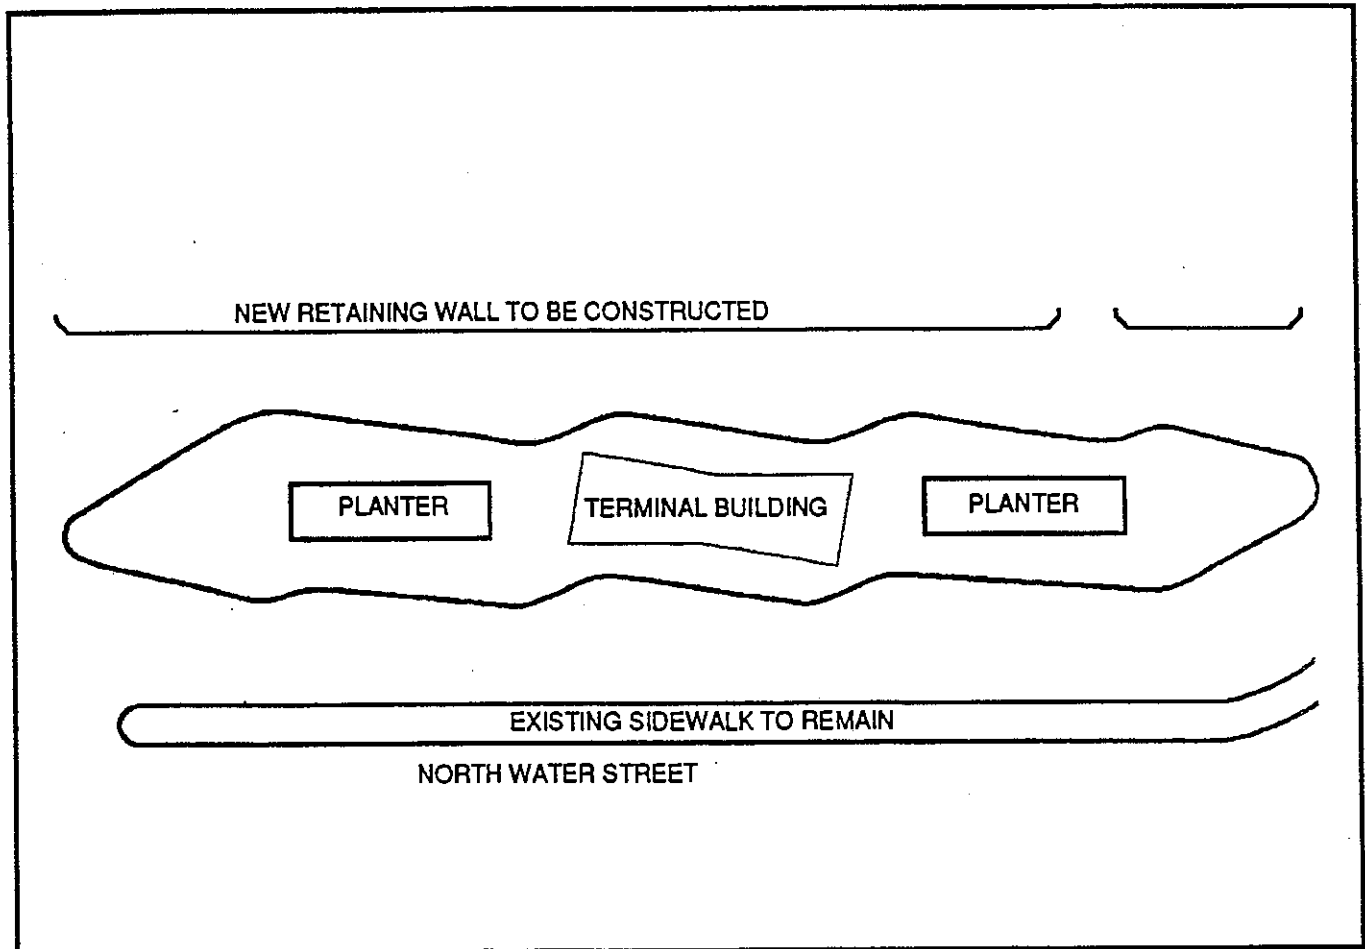 NEW RETAINING WALL TO BE CONSTRUCTED
PLANTER
TERMINAL BUILDING
PLANTER
EXISTING SIDEWALK TO REMAIN
NORTH WATER STREET